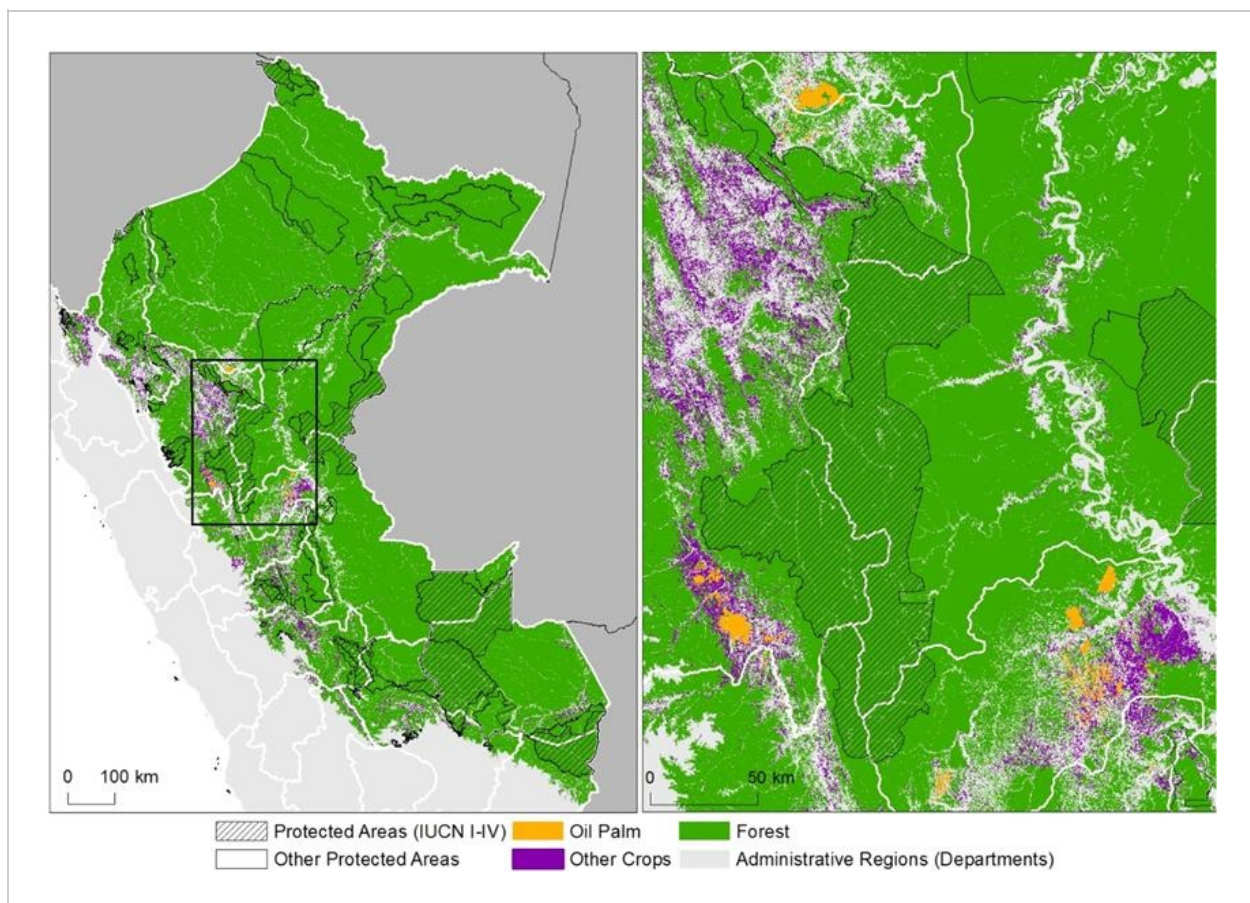 0 100 km
0 50 km
Protected Areas (IUCN I-IV) Oil Palm Forest
Other Protected Areas Other Crops Administrative Regions (Departments)